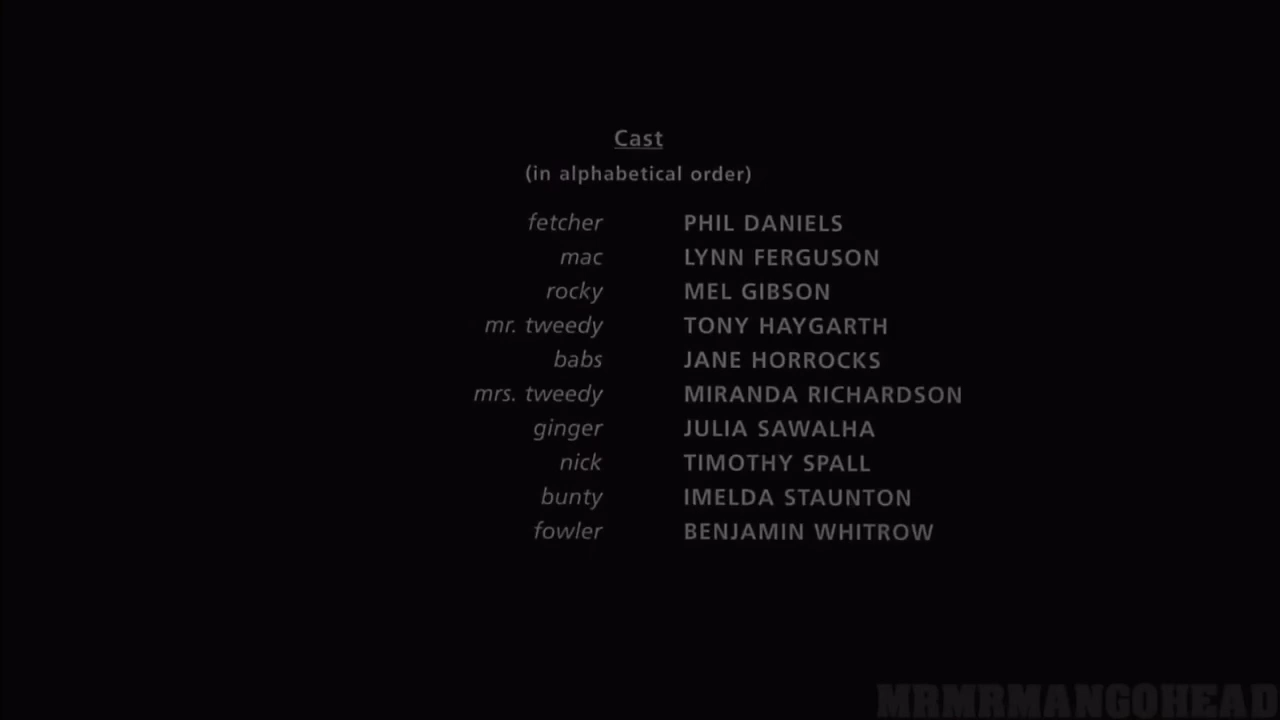 Cast
(in alphabetical order)
fetcher PHIL DANIELS
mac LYNN FERGUSON
rocky MEL GIBSON
mr. tweedy TONY HAYGARTH
babs JANE HORROCKS
mrs. tweedy MIRANDA RICHARDSON
ginger JULIA SAWALHA
nick TIMOTHY SPALL
bunty IMELDA STAUNTON
fowler BENJAMIN WHITROW
MRMRMANGOHEAD